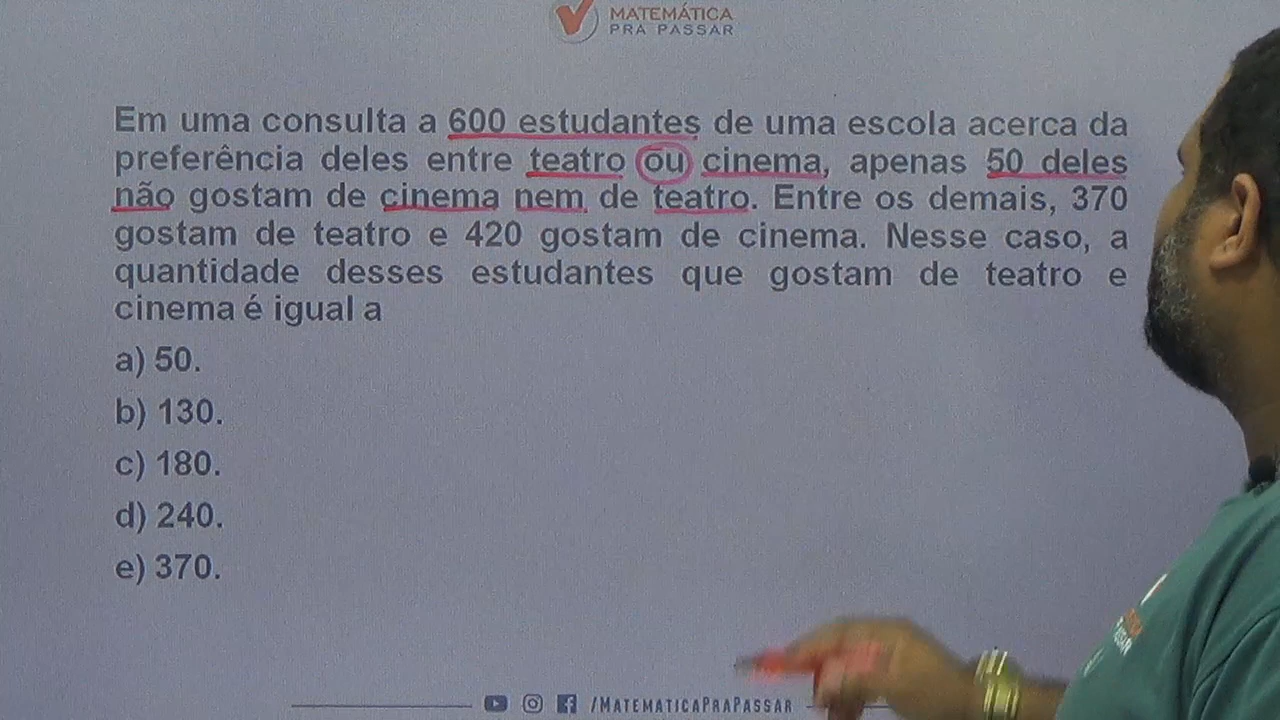 MATEMÁTICA
PRA PASSAR
Em uma consulta a 600 estudantes de uma escola acerca da
preferência deles entre teatro ou cinema, apenas 50 deles
não gostam de cinema nem de teatro. Entre os demais, 370
gostam de teatro e 420 gostam de cinema. Nesse caso, a
quantidade desses estudantes que gostam de teatro e
cinema é igual a
a) 50.
b) 130.
c) 180.
d) 240.
e) 370.
/MATEMATICAPRAPASSAR